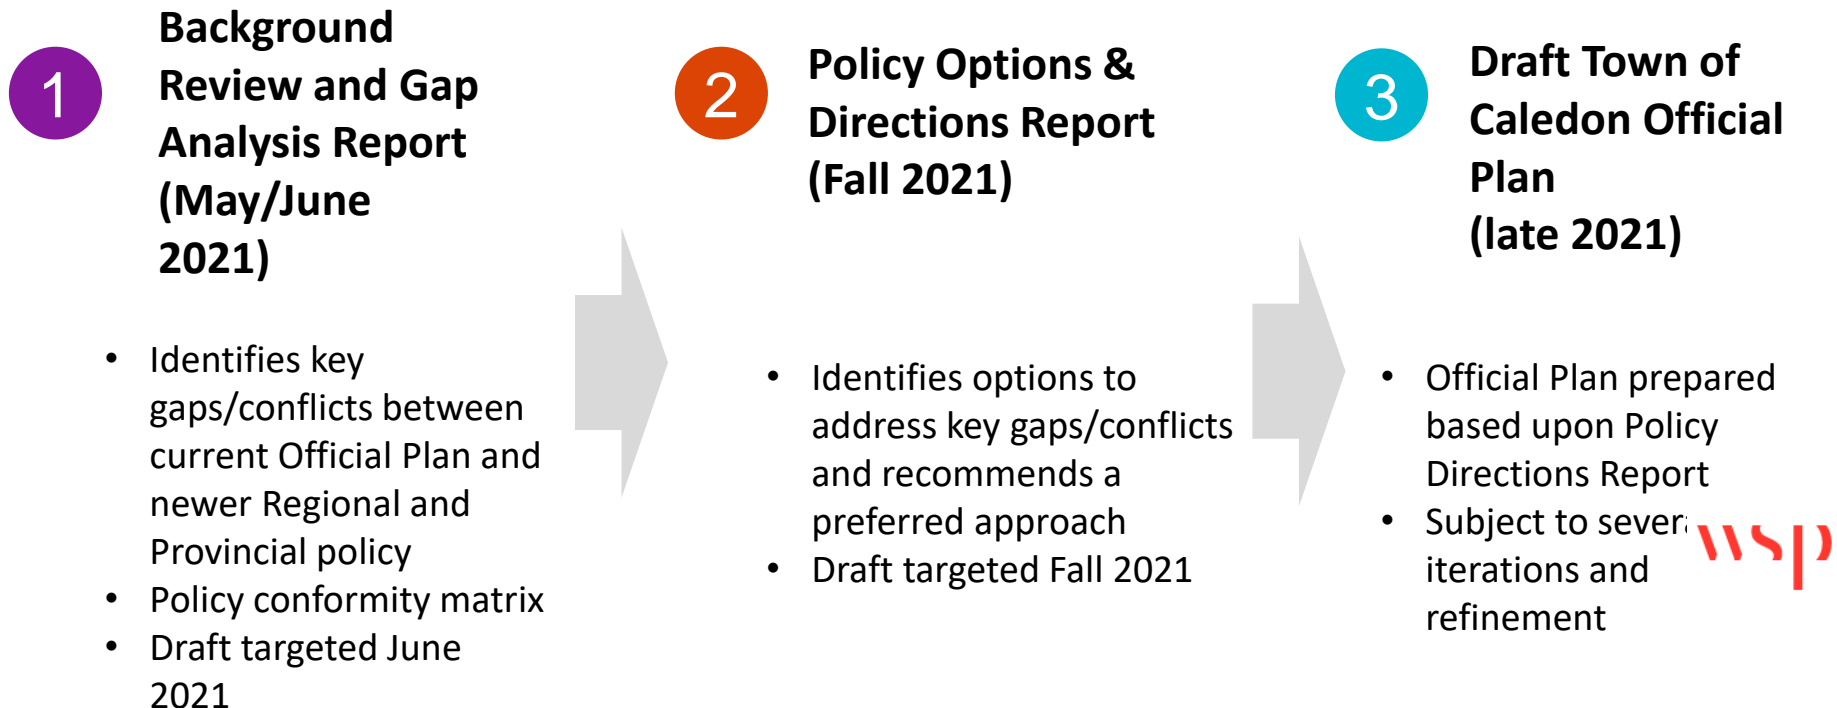 1
Background
Review and Gap
Analysis Report
(May/June
2021)
• Identifies key
gaps/conflicts between
current Official Plan and
newer Regional and
Provincial policy
• Policy conformity matrix
• Draft targeted June
2021
2
Policy Options &
Directions Report
(Fall 2021)
• Identifies options to
address key gaps/conflicts
and recommends a
preferred approach
• Draft targeted Fall 2021
3
Draft Town of
Caledon Official
Plan
(late 2021)
• Official Plan prepared
based upon Policy
Directions Report
• Subject to
iterations and
refinement
wsp